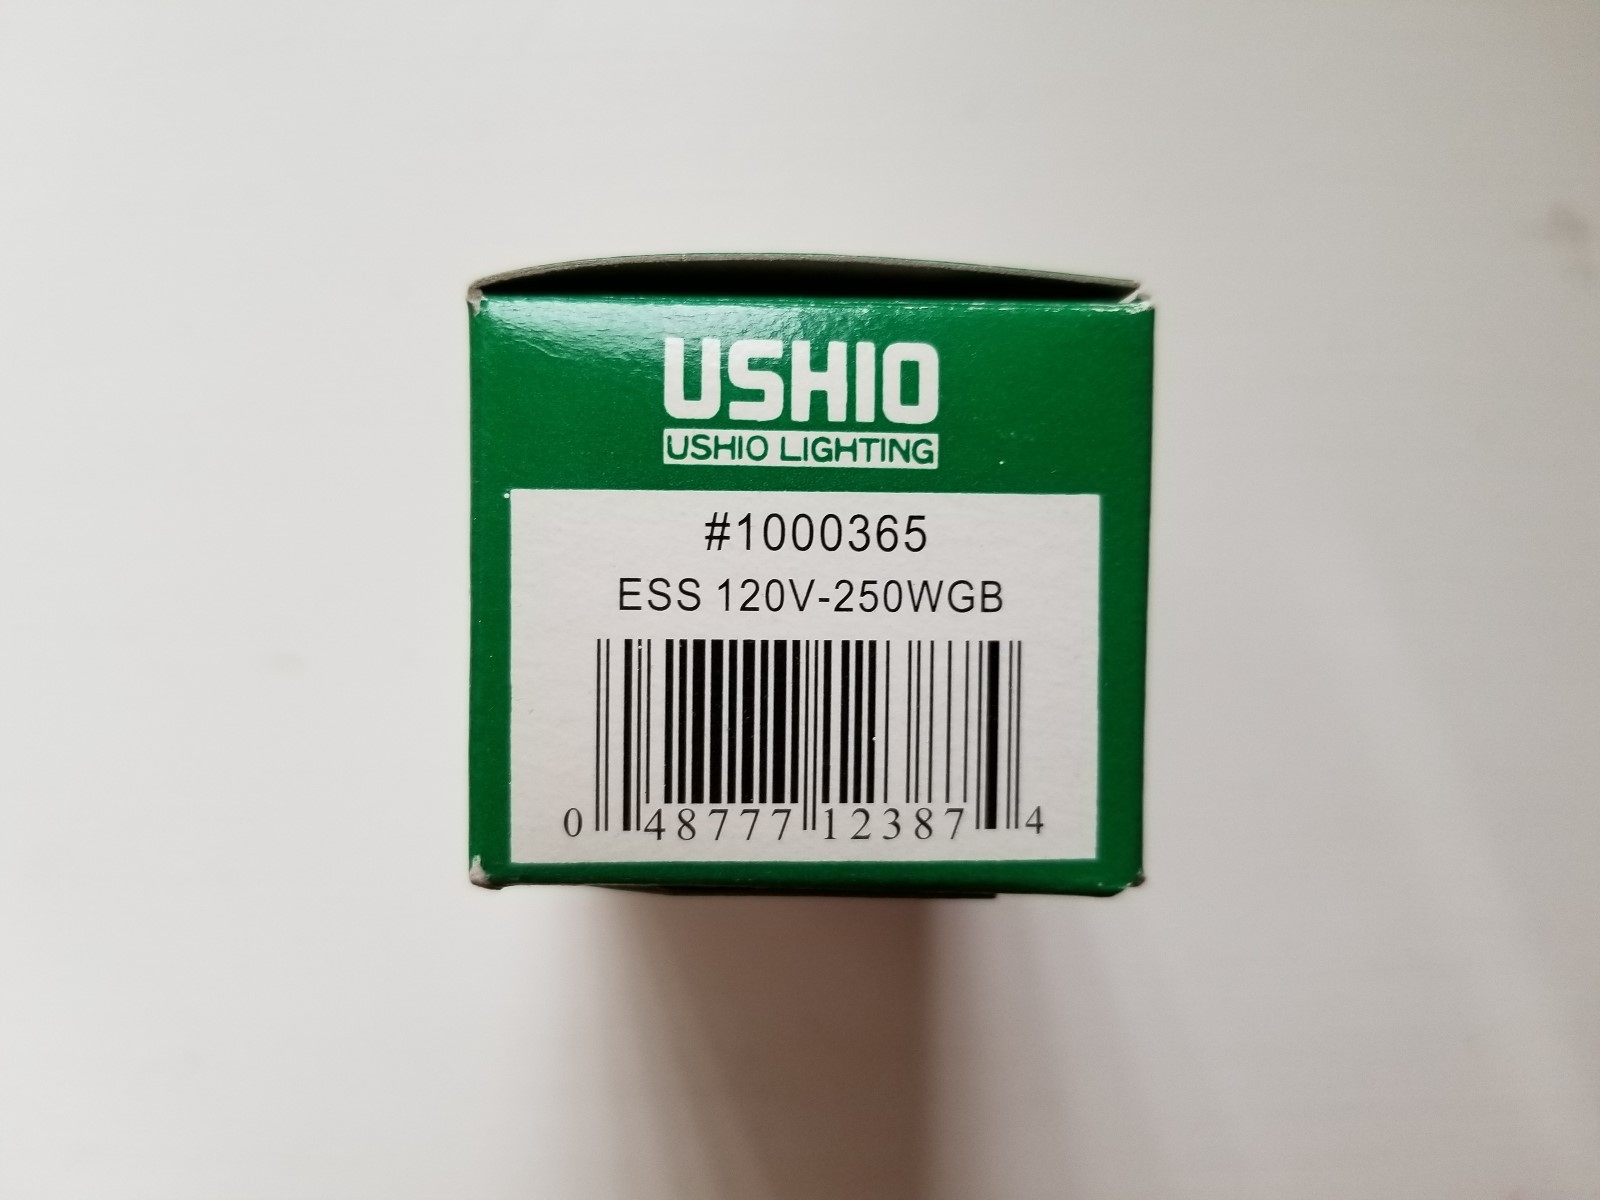 USHIO
USHIO LIGHTING
#1000365
ESS 120V-250WGB
0 48777 12387 4